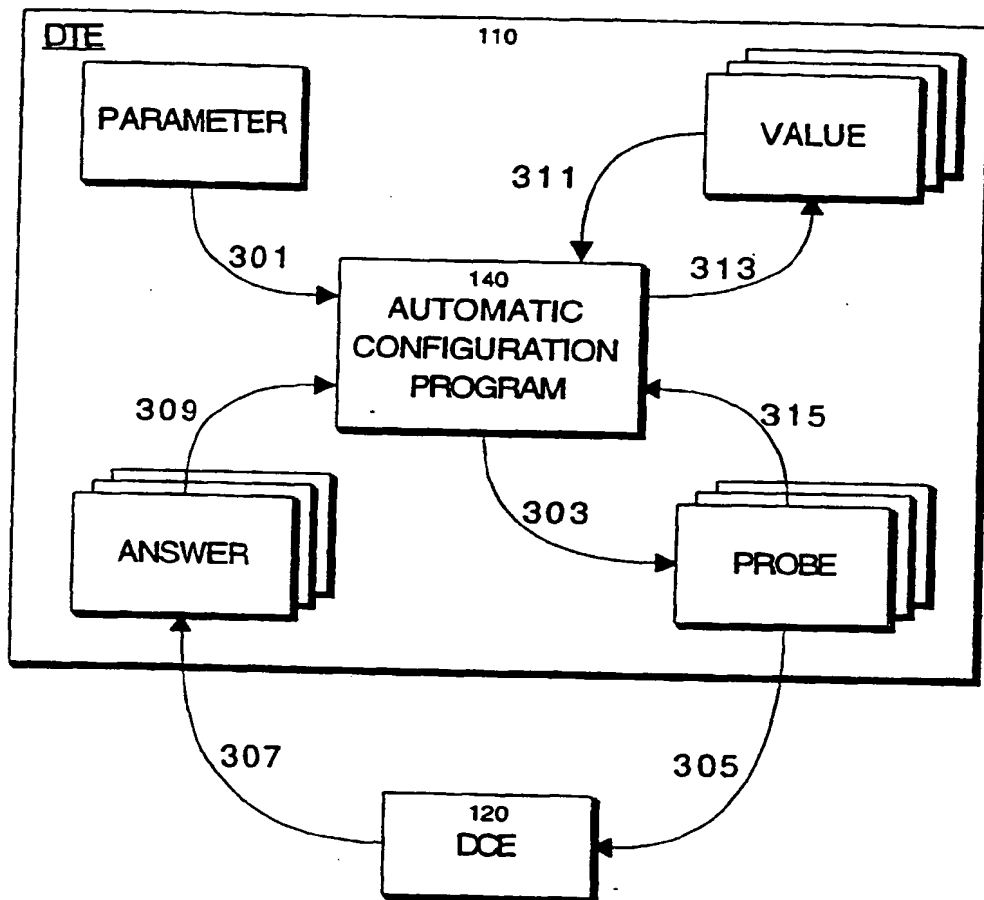 DTE
110
PARAMETER
VALUE
311
301
313
140
AUTOMATIC
CONFIGURATION
PROGRAM
309
315
303
ANSWER
PROBE
307
305
120
DCE